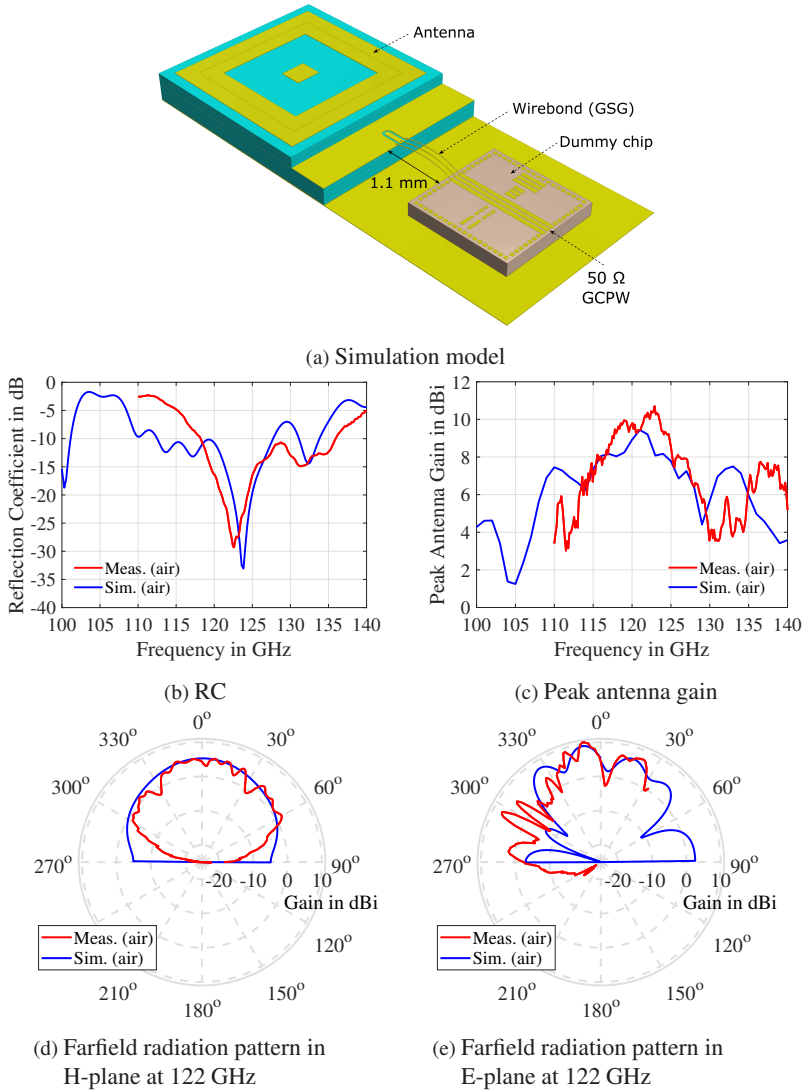 Antenna
Wirebond (GSG)
Dummy chip
1.1 mm
50 Ω
GCPW
(a) Simulation model
Reflection Coefficient in dB
0
-5
-10
-15
-20
-25
-30
-35
-40
Meas. (air)
Sim. (air)
100 105 110 115 120 125 130 135 140
Frequency in GHz
(b) RC
Peak Antenna Gain in dBi
12
10
8
6
4
2
0
Meas. (air)
Sim. (air)
100 105 110 115 120 125 130 135 140
Frequency in GHz
(c) Peak antenna gain
0°
330° 30°
300° 60°
270° 90°
-20 -10 0 10
Gain in dBi
120°
Meas. (air)
Sim. (air)
210° 150°
180°
(d) Farfield radiation pattern in
H-plane at 122 GHz
0°
330° 30°
300° 60°
270° 90°
-20 -10 0 10
Gain in dBi
120°
Meas. (air)
Sim. (air)
210° 150°
180°
(e) Farfield radiation pattern in
E-plane at 122 GHz